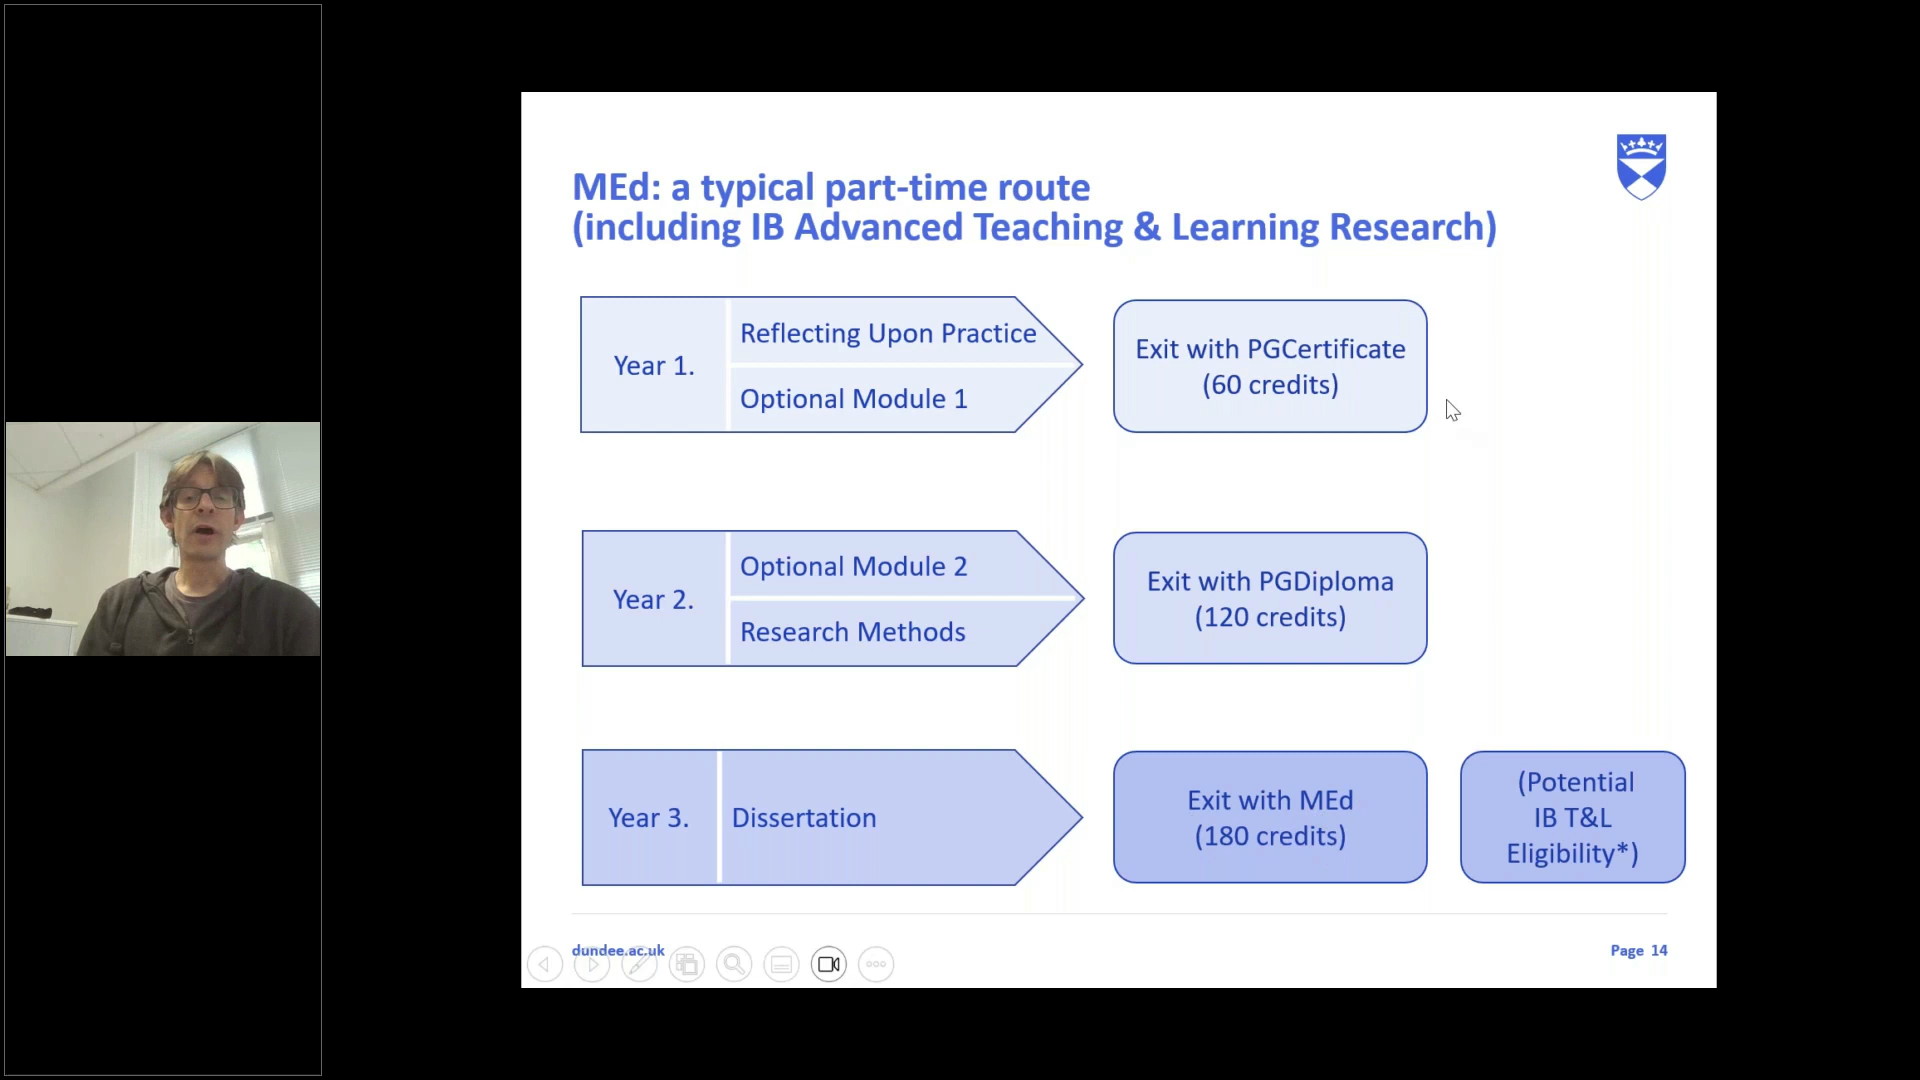 MEd: a typical part-time route
(including IB Advanced Teaching & Learning Research)
Year 1.
Reflecting Upon Practice
Optional Module 1
Exit with PGCertificate
(60 credits)
Year 2.
Optional Module 2
Research Methods
Exit with PGDiploma
(120 credits)
Year 3.
Dissertation
Exit with MEd
(180 credits)
(Potential
IB T&L
Eligibility*)
dundee.ac.uk
Page 14